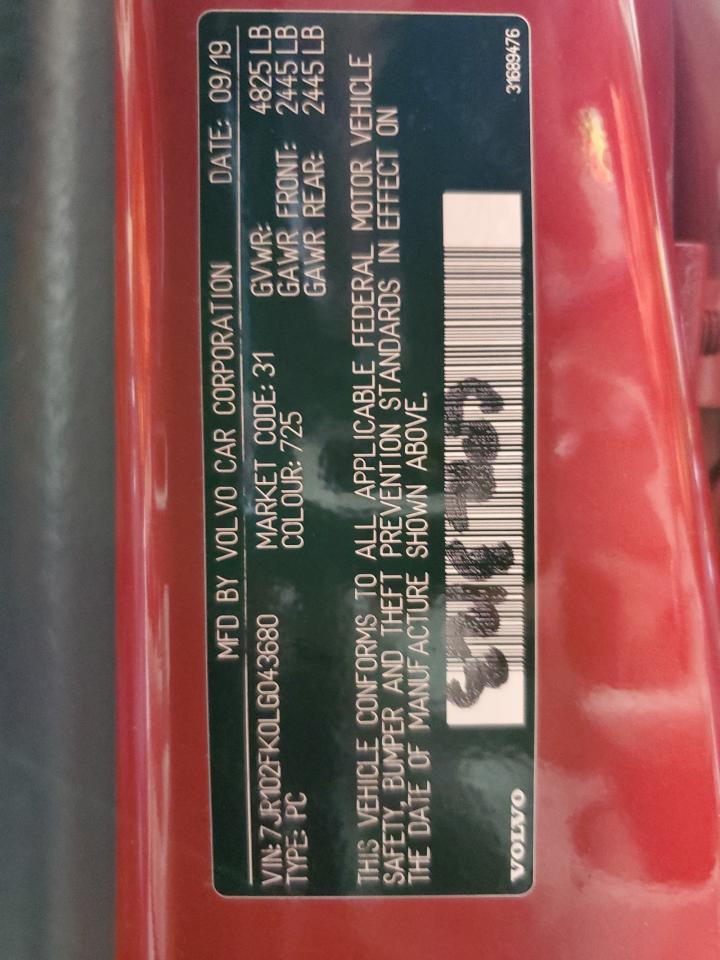 MFD BY VOLVO CAR CORPORATION DATE: 09/19
VIN: 7JR102FK0LG043680 MARKET CODE: 31 GVWR: 4825 LB
TYPE: PC COLOUR: 725 GAWR FRONT: 2445 LB
GAWR REAR: 2445 LB
THIS VEHICLE CONFORMS TO ALL APPLICABLE FEDERAL MOTOR VEHICLE
SAFETY, BUMPER AND THEFT PREVENTION STANDARDS IN EFFECT ON
THE DATE OF MANUFACTURE SHOWN ABOVE.
VOLVO 31689476